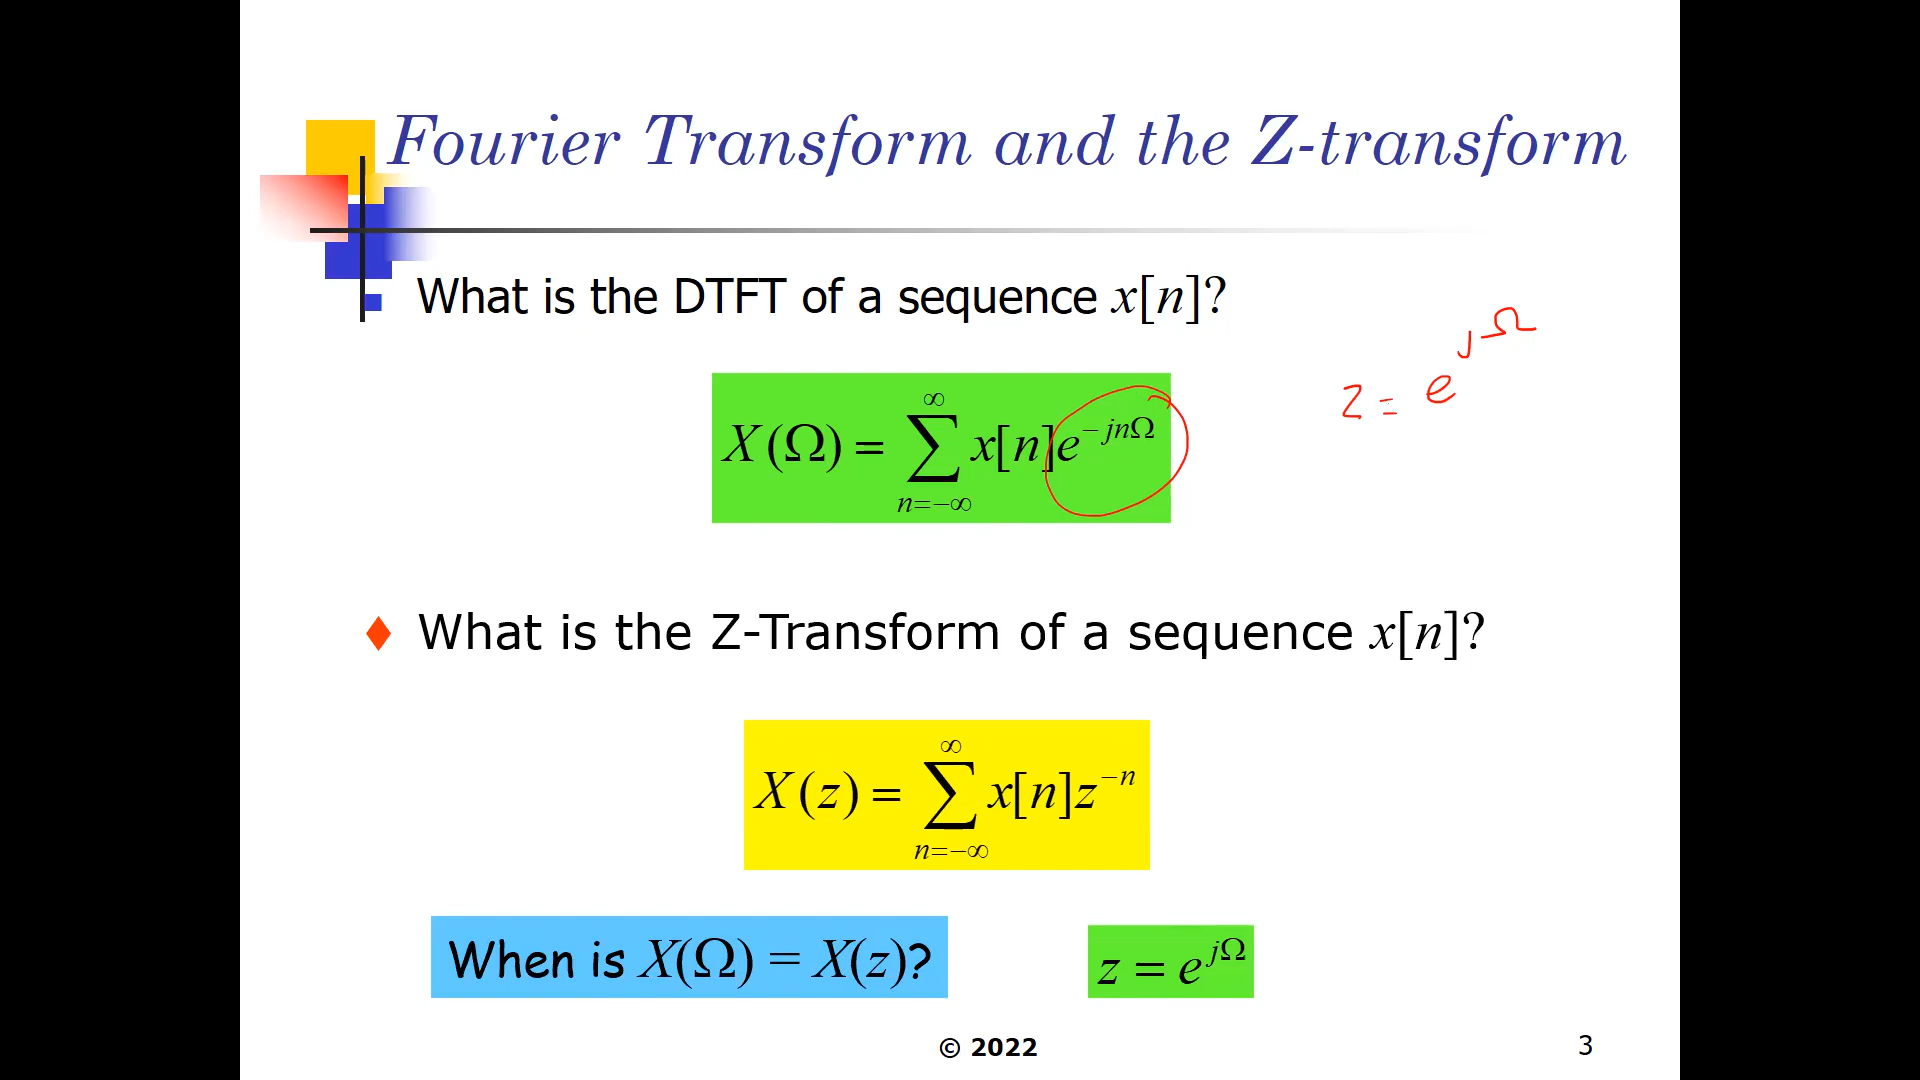 Fourier Transform and the Z-transform
What is the DTFT of a sequence x[n]?
z = e^{jΩ}
X(Ω) = ∑_{n=−∞}^{∞} x[n]e^{−jnΩ}
What is the Z-Transform of a sequence x[n]?
X(z) = ∑_{n=−∞}^{∞} x[n]z^{−n}
When is X(Ω) = X(z)?
z = e^{jΩ}
© 2022
3